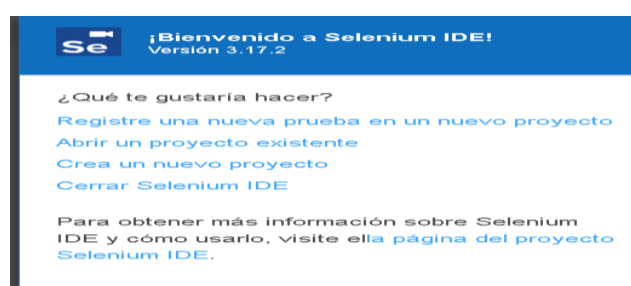 Se
¡Bienvenido a Selenium IDE!
Versión 3.17.2
¿Qué te gustaría hacer?
Registre una nueva prueba en un nuevo proyecto
Abrir un proyecto existente
Crea un nuevo proyecto
Cerrar Selenium IDE
Para obtener más información sobre Selenium
IDE y cómo usarlo, visite ella página del proyecto
Selenium IDE.